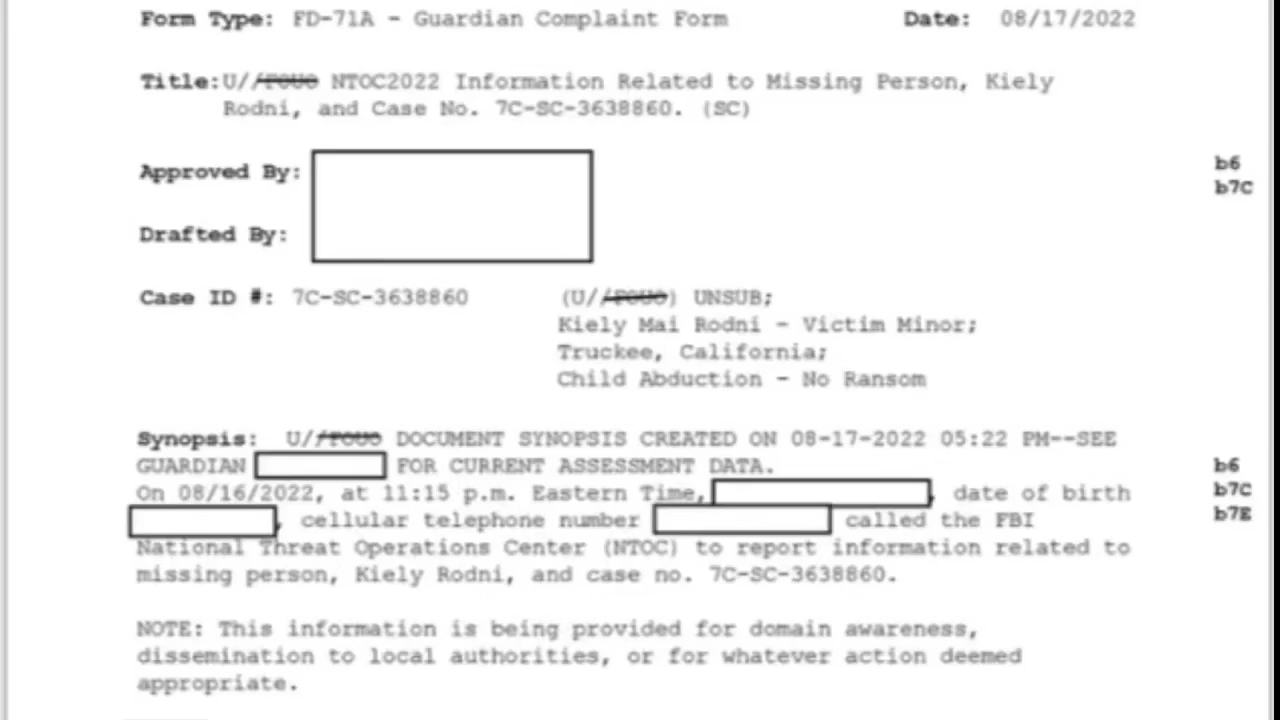 Form Type: FD-71A - Guardian Complaint Form Date: 08/17/2022
Title: U//FOUO NTOC2022 Information Related to Missing Person, Kiely
Rodni, and Case No. 7C-SC-3638860. (SC)
Approved By:
b6
b7C
Drafted By:
Case ID #: 7C-SC-3638860 (U//FOUO) UNSUB;
Kiely Mai Rodni - Victim Minor;
Truckee, California;
Child Abduction - No Ransom
Synopsis: U//FOUO DOCUMENT SYNOPSIS CREATED ON 08-17-2022 05:22 PM--SEE
GUARDIAN FOR CURRENT ASSESSMENT DATA. b6
On 08/16/2022, at 11:15 p.m. Eastern Time, , date of birth b7C
, cellular telephone number called the FBI b7E
National Threat Operations Center (NTOC) to report information related to
missing person, Kiely Rodni, and case no. 7C-SC-3638860.
NOTE: This information is being provided for domain awareness,
dissemination to local authorities, or for whatever action deemed
appropriate.